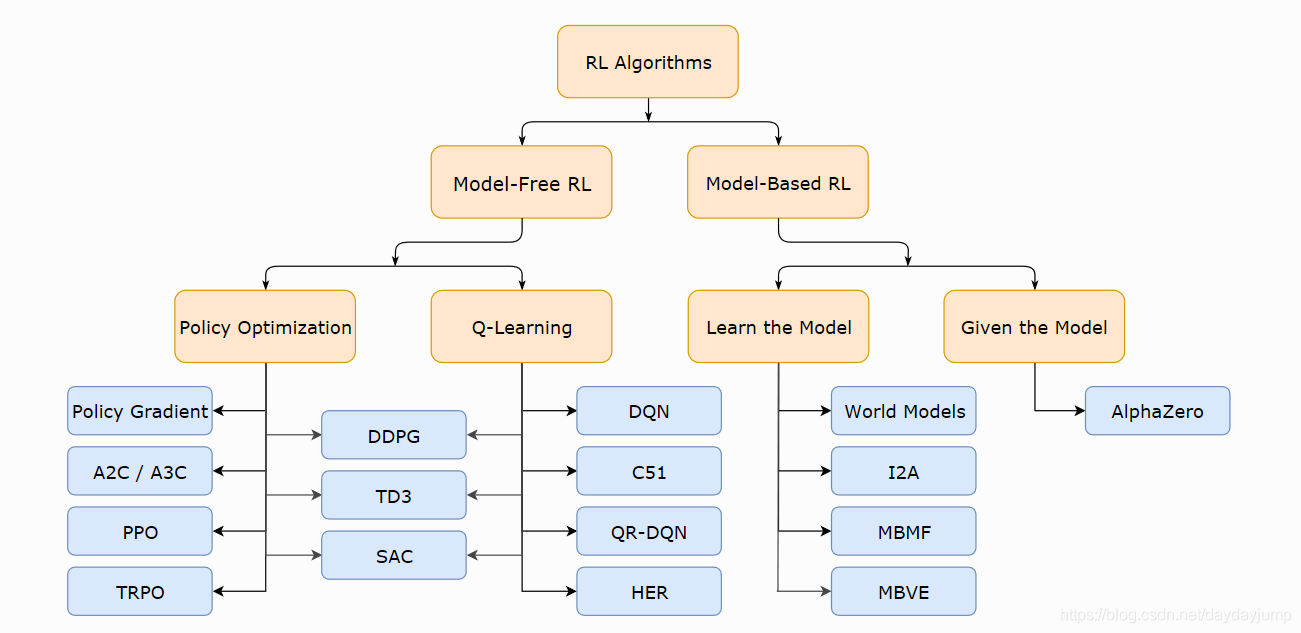 RL Algorithms
Model-Free RL
Model-Based RL
Policy Optimization
Q-Learning
Learn the Model
Given the Model
Policy Gradient
A2C / A3C
PPO
TRPO
DDPG
TD3
SAC
DQN
C51
QR-DQN
HER
World Models
I2A
MBMF
MBVE
AlphaZero
https://blog.csdn.net/daydayjump